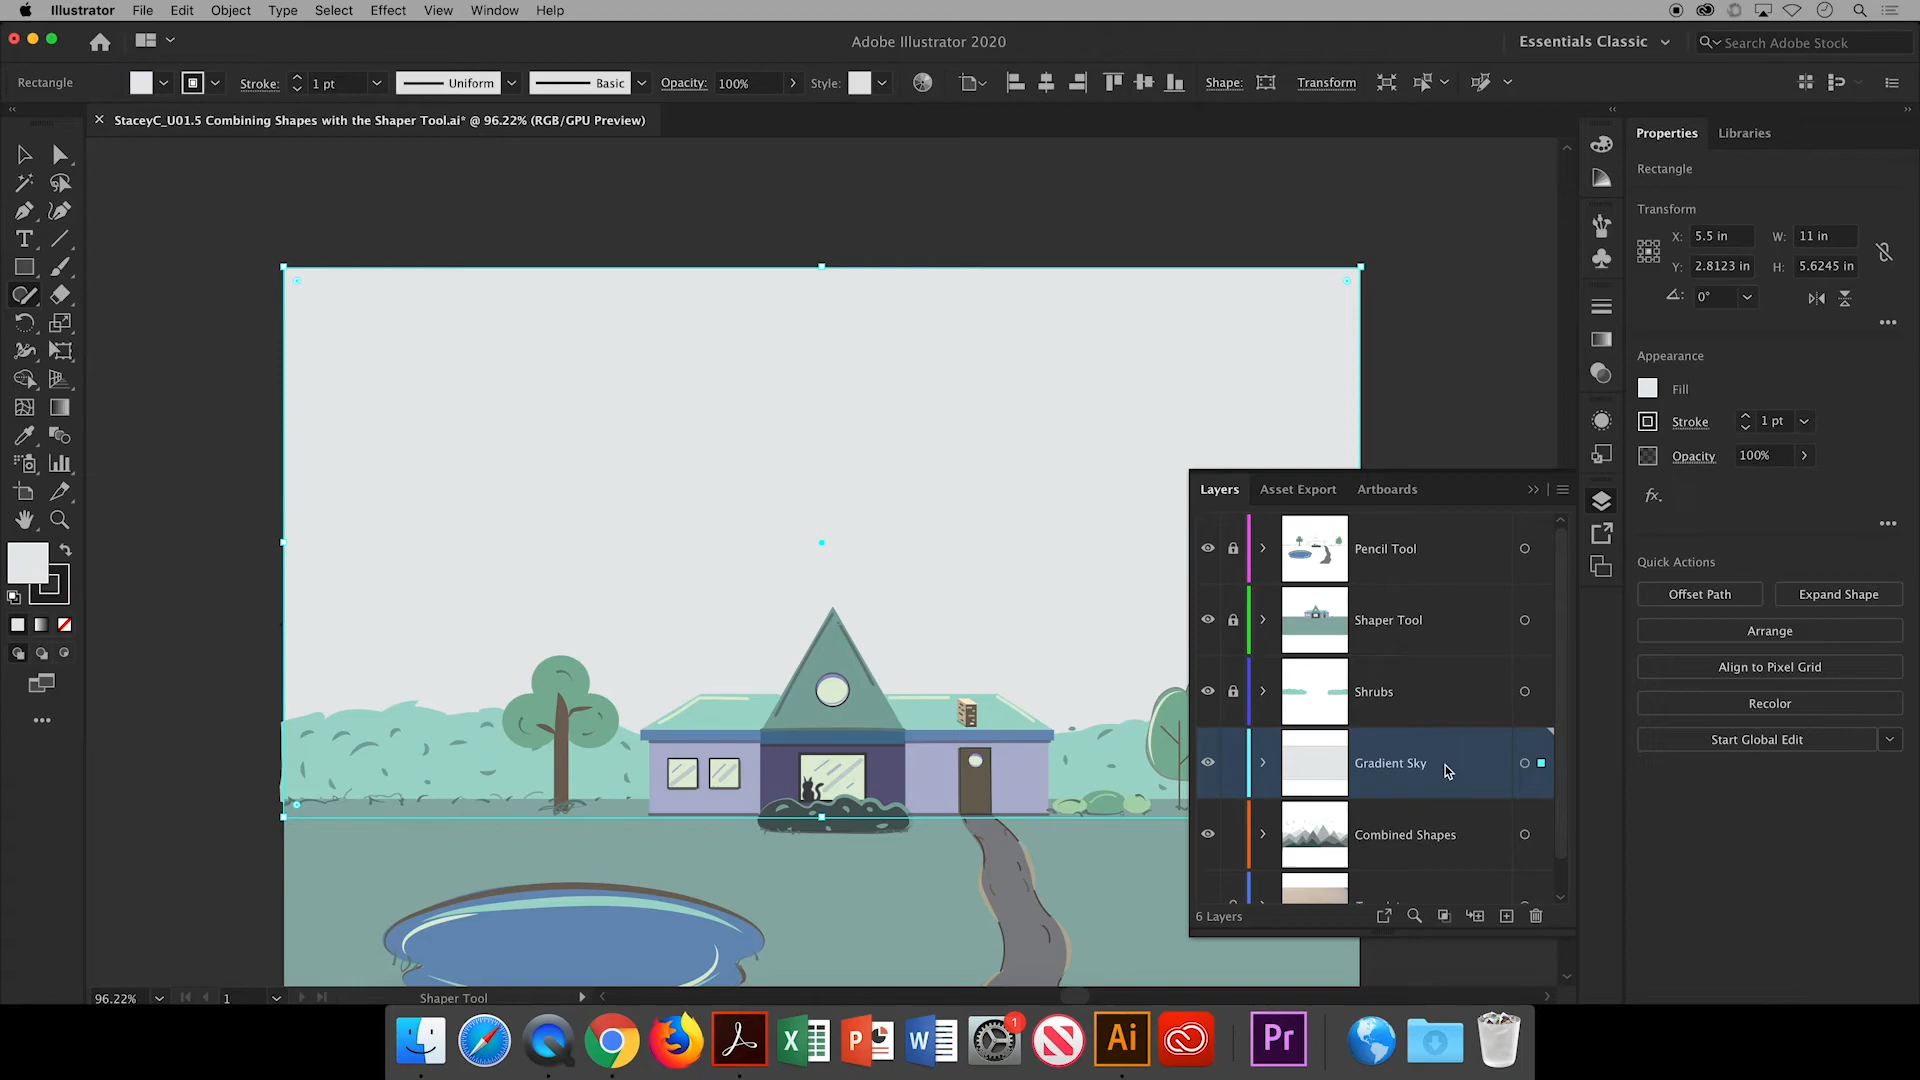 Illustrator File Edit Object Type Select Effect View Window Help
Adobe Illustrator 2020
Essentials Classic
Search Adobe Stock
Rectangle
Stroke: 1 pt Uniform Basic Opacity: 100% Style: Shape: Transform
StaceyC_U01.5 Combining Shapes with the Shaper Tool.ai* @ 96.22% (RGB/GPU Preview)
Properties Libraries
Rectangle
Transform
X: 5.5 in W: 11 in
Y: 2.8123 in H: 5.6245 in
0°
Appearance
Fill
Stroke 1 pt
Opacity 100%
fx.
Quick Actions
Offset Path Expand Shape
Arrange
Align to Pixel Grid
Recolor
Start Global Edit
Layers Asset Export Artboards
Pencil Tool
Shaper Tool
Shrubs
Gradient Sky
Combined Shapes
6 Layers
96.22% 1 Shaper Tool
1
X P W Ai Pr